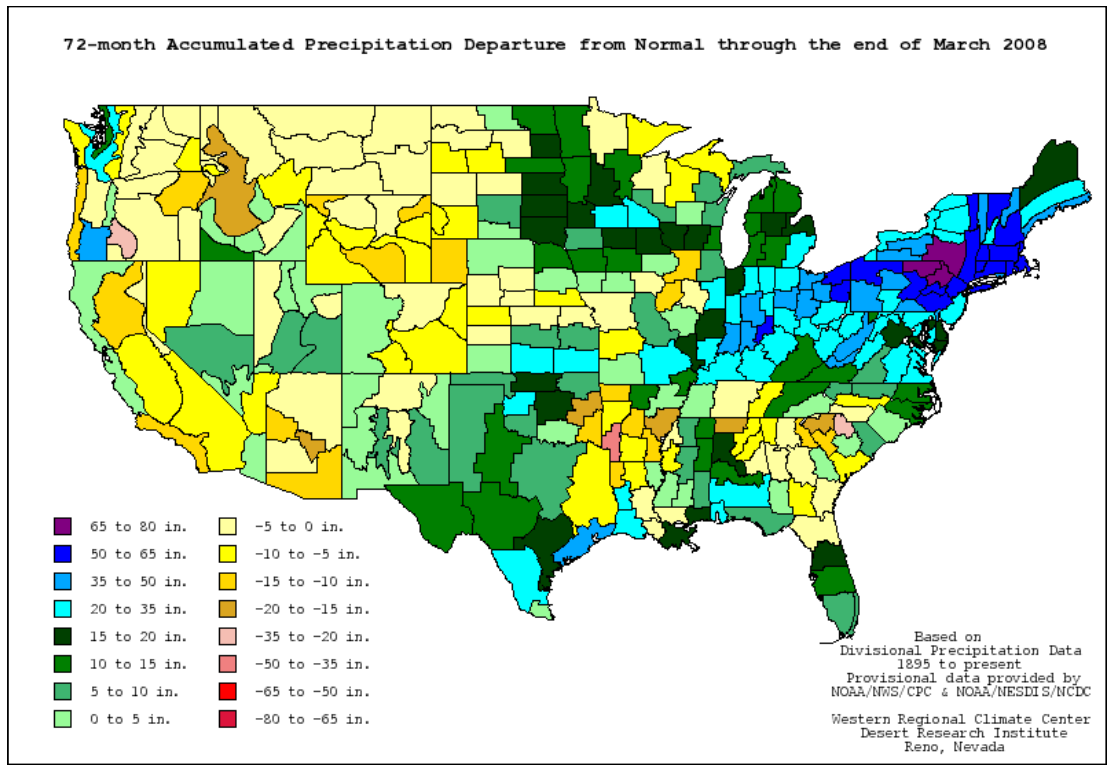 72-month Accumulated Precipitation Departure from Normal through the end of March 2008
65 to 80 in.
50 to 65 in.
35 to 50 in.
20 to 35 in.
15 to 20 in.
10 to 15 in.
5 to 10 in.
0 to 5 in.
-5 to 0 in.
-10 to -5 in.
-15 to -10 in.
-20 to -15 in.
-35 to -20 in.
-50 to -35 in.
-65 to -50 in.
-80 to -65 in.
Based on
Divisional Precipitation Data
1895 to present
Provisional data provided by
NOAA/NWS/CPC & NOAA/NESDIS/NCDC
Western Regional Climate Center
Desert Research Institute
Reno, Nevada